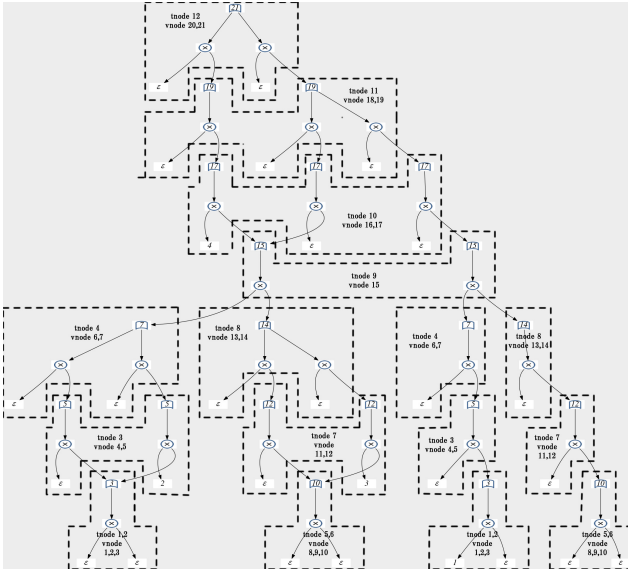 21
tnode 12
vnode 20,21
× ×
ε ε
19 19
tnode 11
vnode 18,19
× × ×
ε ε ε
17 17 17
× × ×
tnode 10
vnode 16,17
4 ε ε
15 15
tnode 9
vnode 15
× ×
tnode 4
vnode 6,7
7
tnode 8
vnode 13,14
14
tnode 4
vnode 6,7
7
14
tnode 8
vnode 13,14
× × × × × ×
ε ε ε ε ε ε
5 5 12 12 5 12
tnode 3
vnode 4,5
tnode 7
vnode
11,12
tnode 3
vnode 4,5
tnode 7
vnode
11,12
× × × × × ×
ε 2 ε 3 ε ε
10 10
× × × ×
tnode 1,2
vnode
1,2,3
tnode 5,6
vnode
8,9,10
tnode 1,2
vnode
1,2,3
tnode 5,6
vnode
8,9,10
ε ε ε ε 1 ε ε ε